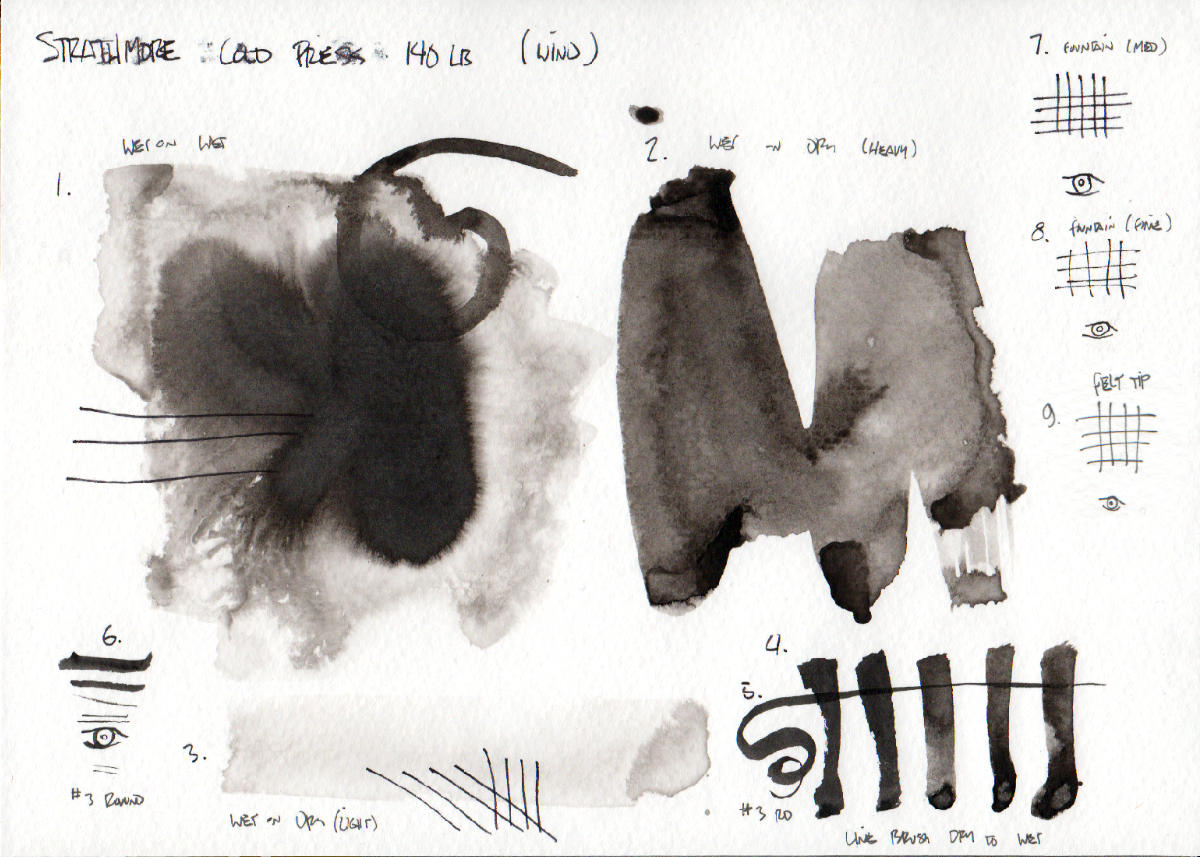 STRATHMORE COLD PRESS 140 LB (WIND)
1. WET ON WET
2. WET ON DRY (HEAVY)
7. FOUNTAIN (MED)
8. FOUNTAIN (FINE)
9. FELT TIP
6.
#3 ROUND
3.
WET ON DRY (LIGHT)
4.
5.
#3 RD
LINE BRUSH DRY TO WET